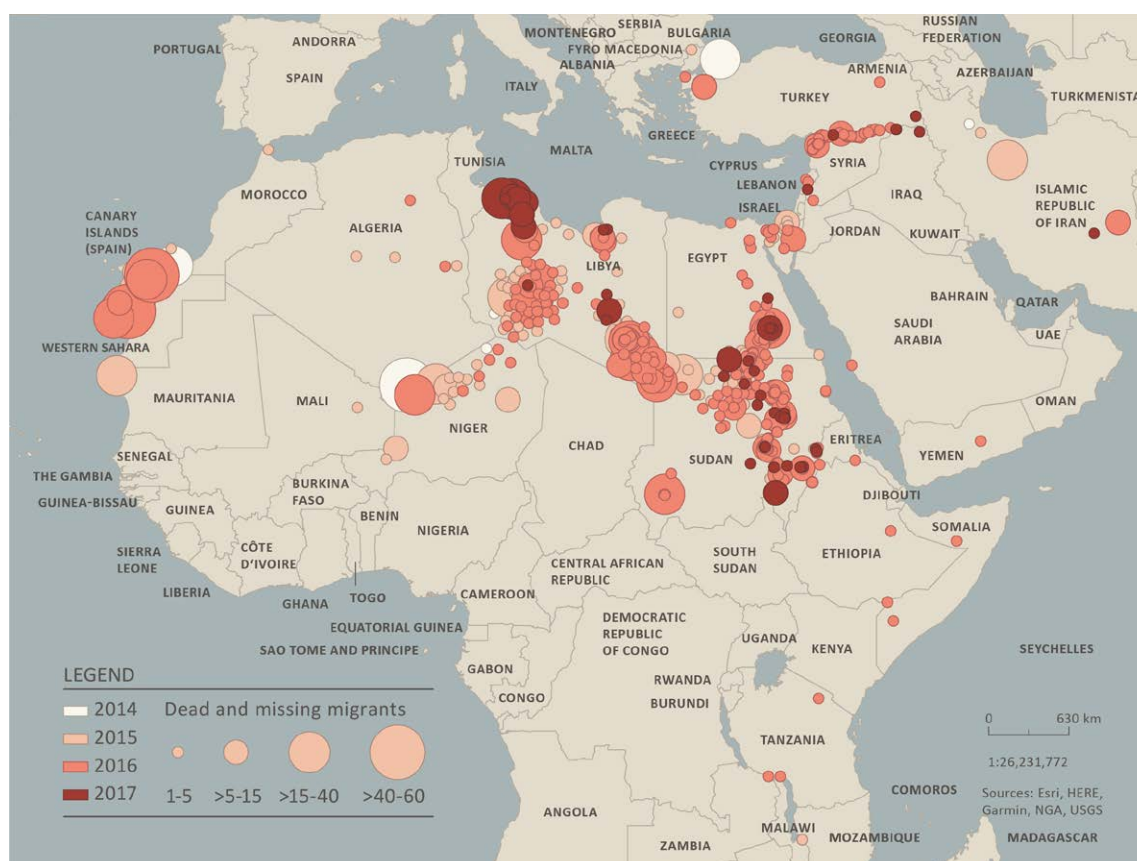 RUSSIAN
FEDERATION
SERBIA
MONTENEGRO
BULGARIA
GEORGIA
PORTUGAL
ANDORRA
FYRO MACEDONIA
ALBANIA
ARMENIA
AZERBAIJAN
SPAIN
ITALY
TURKEY
TURKMENISTA
GREECE
TUNISIA
MALTA
CYPRUS
SYRIA
MOROCCO
LEBANON
ISRAEL
IRAQ
ISLAMIC
REPUBLIC
OF IRAN
CANARY
ISLANDS
(SPAIN)
ALGERIA
JORDAN
KUWAIT
LIBYA
EGYPT
BAHRAIN
QATAR
SAUDI
ARABIA
UAE
WESTERN SAHARA
MAURITANIA
MALI
NIGER
OMAN
CHAD
ERITREA
YEMEN
SENEGAL
SUDAN
THE GAMBIA
BURKINA
FASO
DJIBOUTI
GUINEA-BISSAU
GUINEA
BENIN
NIGERIA
SOMALIA
SIERRA
LEONE
CÔTE
D'IVOIRE
SOUTH
SUDAN
ETHIOPIA
CENTRAL AFRICAN
REPUBLIC
LIBERIA
GHANA
TOGO
CAMEROON
DEMOCRATIC
REPUBLIC
OF CONGO
EQUATORIAL GUINEA
UGANDA
KENYA
SAO TOME AND PRINCIPE
SEYCHELLES
GABON
RWANDA
CONGO
BURUNDI
TANZANIA
COMOROS
ANGOLA
MALAWI
MOZAMBIQUE
MADAGASCAR
ZAMBIA
LEGEND
2014
2015
2016
2017
Dead and missing migrants
1-5 >5-15 >15-40 >40-60
0 630 km
1:26,231,772
Sources: Esri, HERE,
Garmin, NGA, USGS